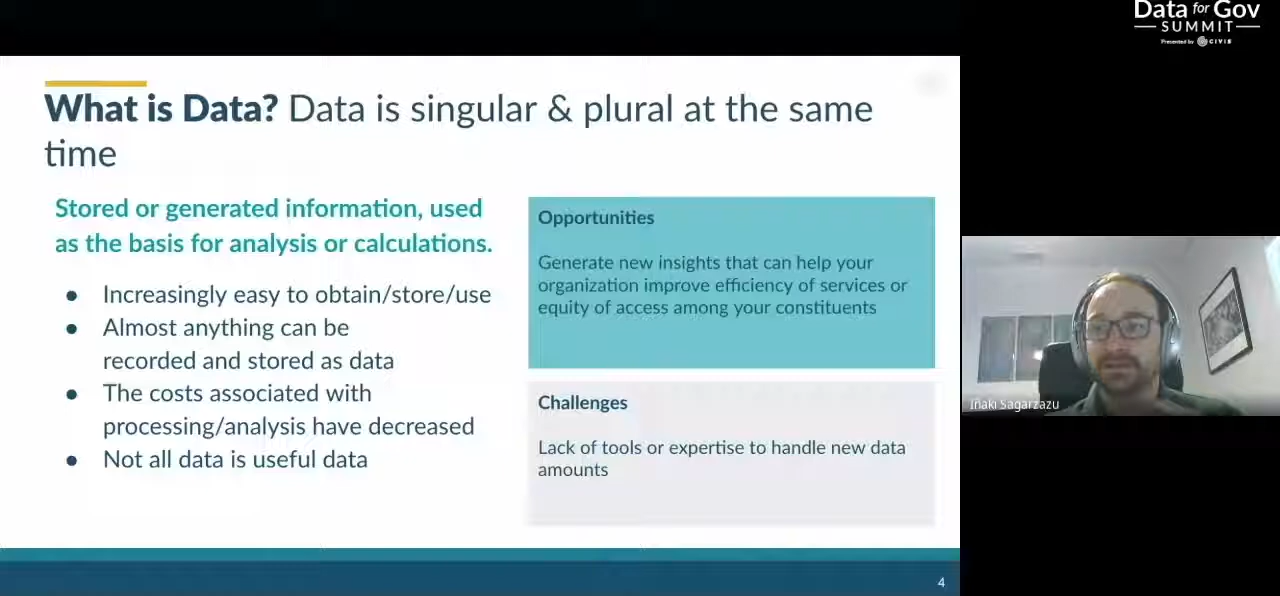 Data for Gov
SUMMIT
Presented by CIVIS
What is Data? Data is singular & plural at the same
time
Stored or generated information, used
as the basis for analysis or calculations.
● Increasingly easy to obtain/store/use
● Almost anything can be
recorded and stored as data
● The costs associated with
processing/analysis have decreased
● Not all data is useful data
Opportunities
Generate new insights that can help your
organization improve efficiency of services or
equity of access among your constituents
Challenges
Lack of tools or expertise to handle new data
amounts
Iñaki Sagarzazu
4